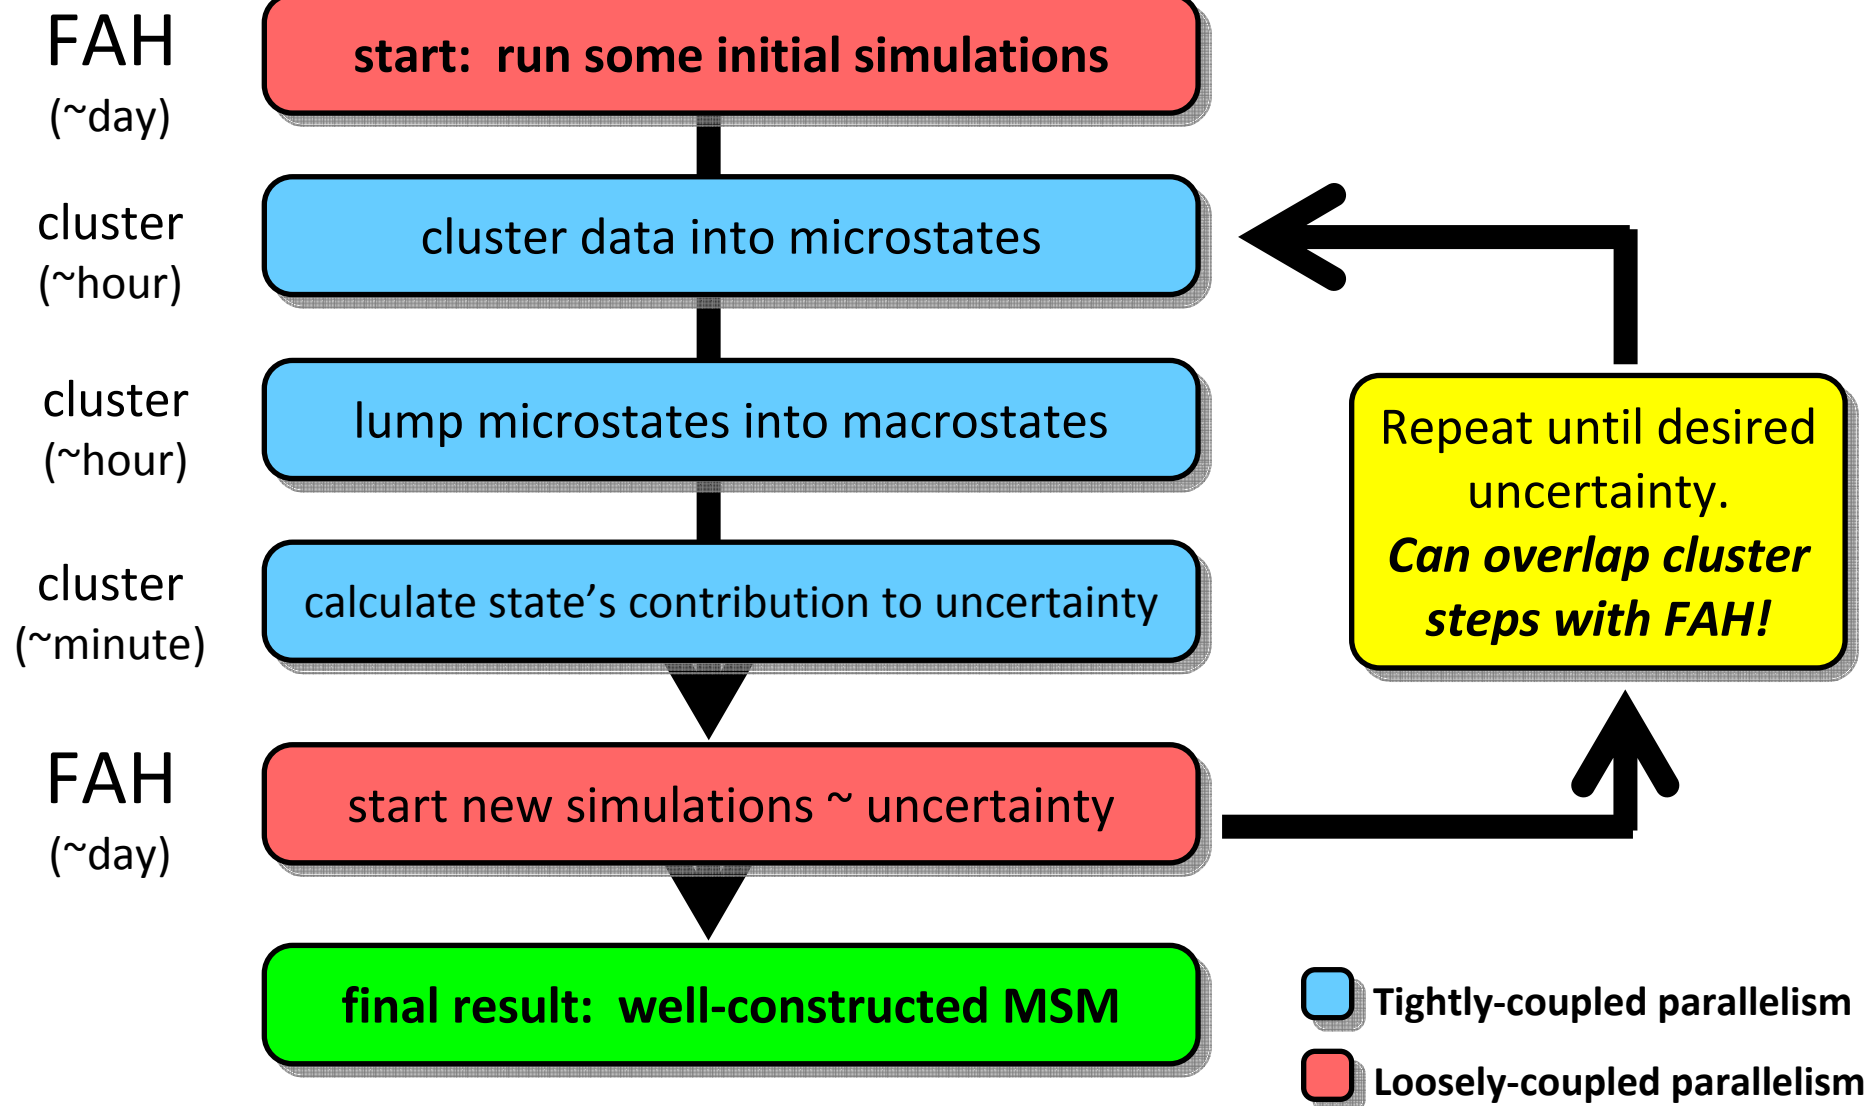 FAH
(~day)
start:  run some initial simulations
cluster
(~hour)
cluster data into microstates
cluster
(~hour)
lump microstates into macrostates
cluster
(~minute)
calculate state’s contribution to uncertainty
FAH
(~day)
start new simulations ~ uncertainty
Repeat until desired
uncertainty.
Can overlap cluster
steps with FAH!
final result:  well-constructed MSM
Tightly-coupled parallelism
Loosely-coupled parallelism